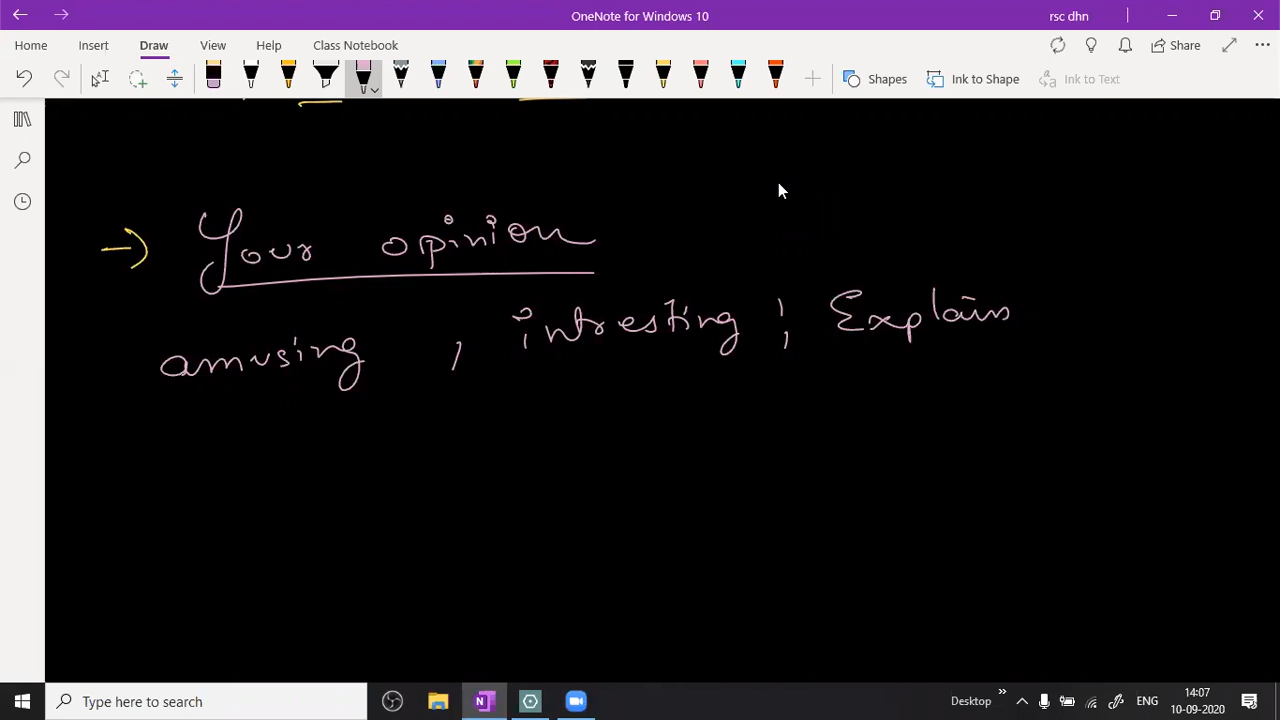 OneNote for Windows 10
rsc dhn
Home Insert Draw View Help Class Notebook
Share
Shapes
Ink to Shape
Ink to Text
→ Your opinion
amusing , intresting ; Explain
Type here to search
Desktop
ENG
14:07
10-09-2020